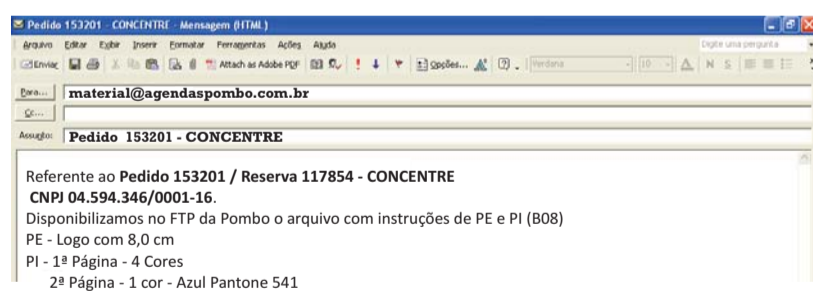 Pedido 153201 - CONCENTRE - Mensagem (HTML)
Arquivo Editar Exibir Inserir Formatar Ferramentas Ações Ajuda Digite uma pergunta
Enviar Attach as Adobe PDF Opções... Verdana 10 A N S
Para... material@agendaspombo.com.br
Cc...
Assunto: Pedido 153201 - CONCENTRE
Referente ao Pedido 153201 / Reserva 117854 - CONCENTRE
CNPJ 04.594.346/0001-16.
Disponibilizamos no FTP da Pombo o arquivo com instruções de PE e PI (B08)
PE - Logo com 8,0 cm
PI - 1ª Página - 4 Cores
2ª Página - 1 cor - Azul Pantone 541